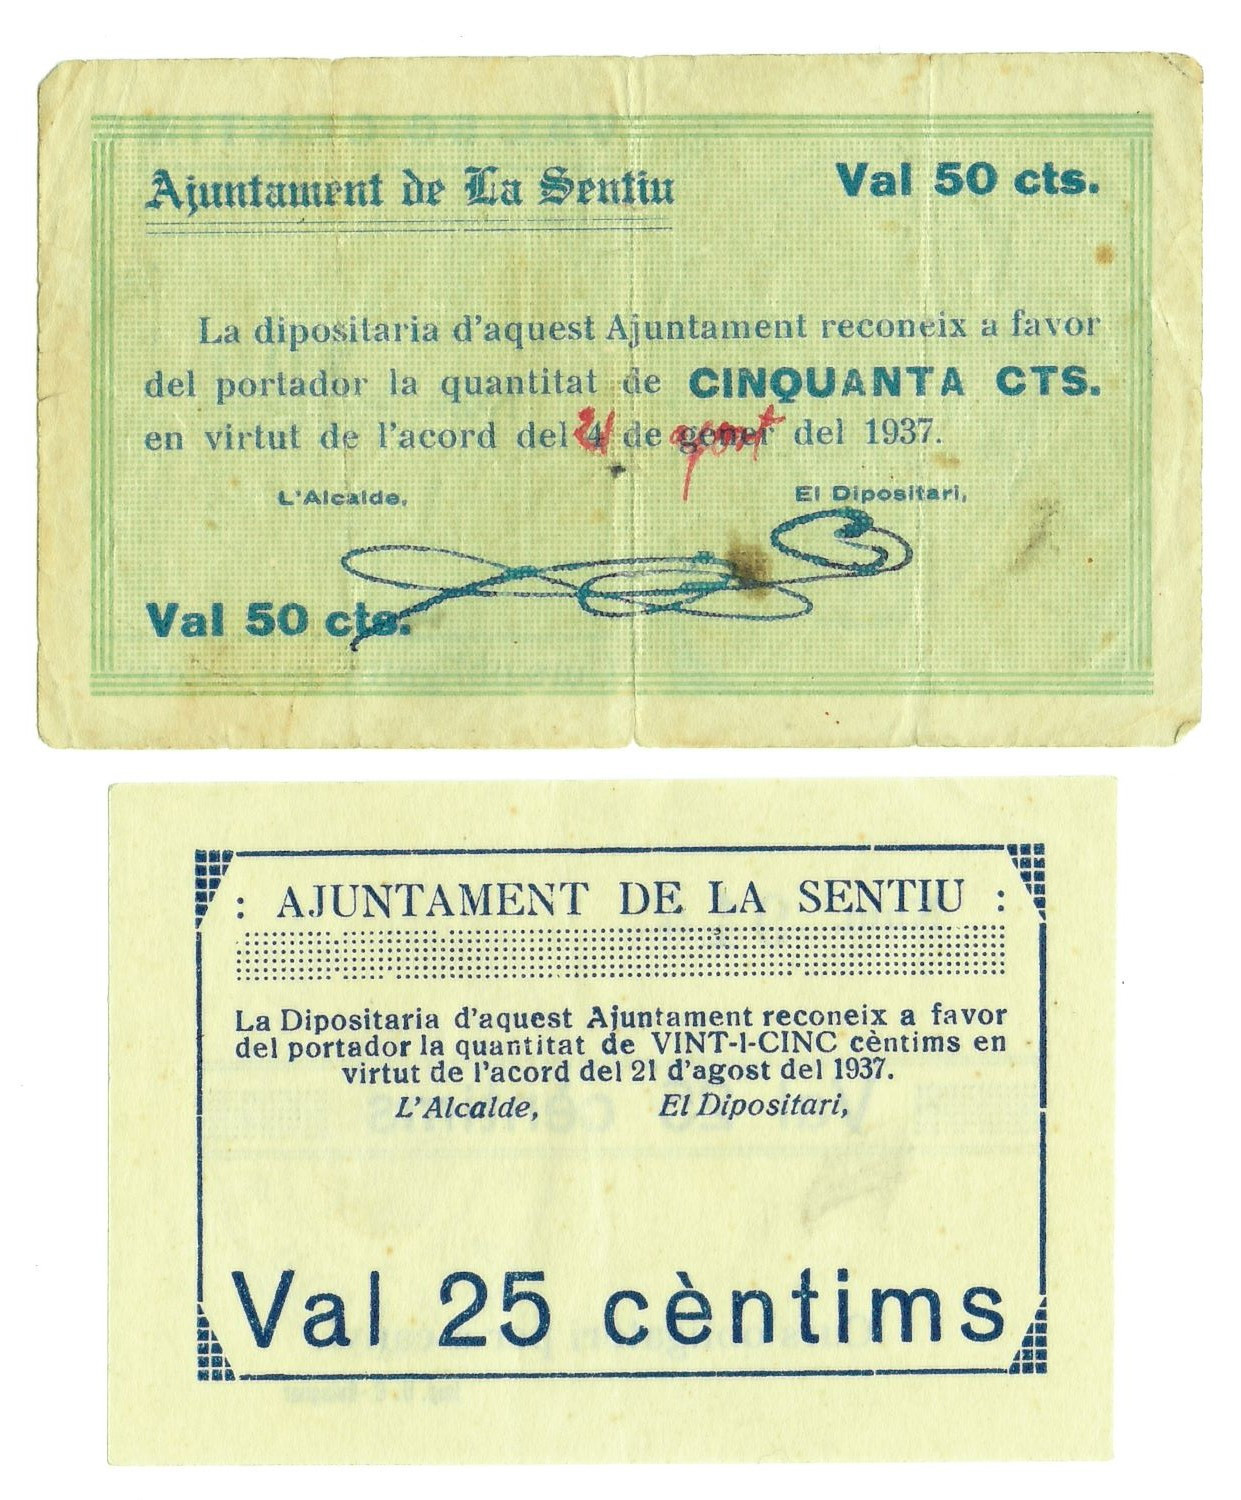 Ajuntament de La Sentiu
Val 50 cts.
La dipositaria d'aquest Ajuntament reconeix a favor
del portador la quantitat de CINQUANTA CTS.
en virtut de l'acord del 4 de gener del 1937.
21 agost
L'Alcalde, El Dipositari,
Val 50 cts.
: AJUNTAMENT DE LA SENTIU :
La Dipositaria d'aquest Ajuntament reconeix a favor
del portador la quantitat de VINT-I-CINC cèntims en
virtut de l'acord del 21 d'agost del 1937.
L'Alcalde, El Dipositari,
Val 25 cèntims